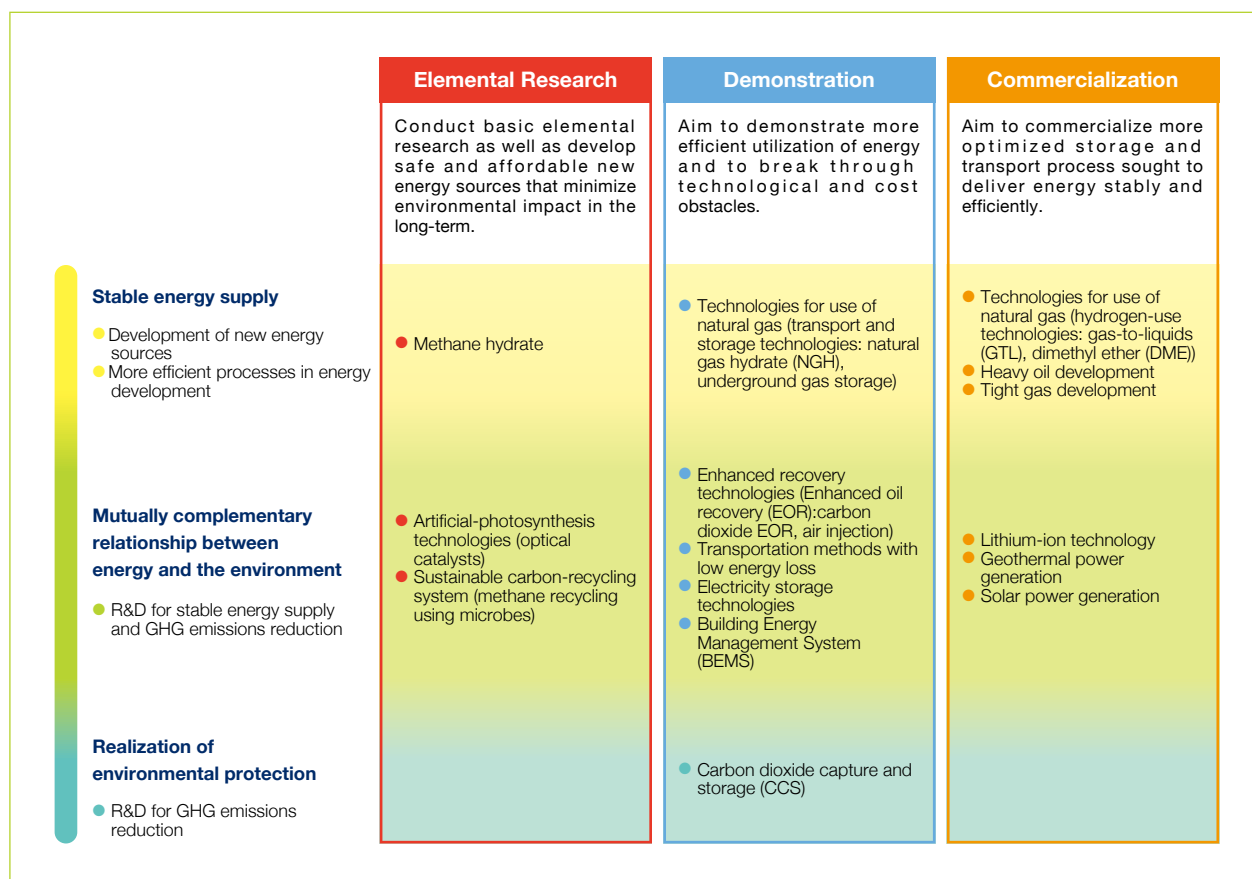 Elemental Research
Conduct basic elemental
research as well as develop
safe and affordable new
energy sources that minimize
environmental impact in the
long-term.
Demonstration
Aim to demonstrate more
efficient utilization of energy
and to break through
technological and cost
obstacles.
Commercialization
Aim to commercialize more
optimized storage and
transport process sought to
deliver energy stably and
efficiently.
Stable energy supply
● Development of new energy
sources
● More efficient processes in energy
development
● Methane hydrate
● Technologies for use of
natural gas (transport and
storage technologies: natural
gas hydrate (NGH),
underground gas storage)
● Technologies for use of
natural gas (hydrogen-use
technologies: gas-to-liquids
(GTL), dimethyl ether (DME))
● Heavy oil development
● Tight gas development
Mutually complementary
relationship between
energy and the environment
● R&D for stable energy supply
and GHG emissions reduction
● Artificial-photosynthesis
technologies (optical
catalysts)
● Sustainable carbon-recycling
system (methane recycling
using microbes)
● Enhanced recovery
technologies (Enhanced oil
recovery (EOR):carbon
dioxide EOR, air injection)
● Transportation methods with
low energy loss
● Electricity storage
technologies
● Building Energy
Management System
(BEMS)
● Lithium-ion technology
● Geothermal power
generation
● Solar power generation
Realization of
environmental protection
● R&D for GHG emissions
reduction
● Carbon dioxide capture and
storage (CCS)